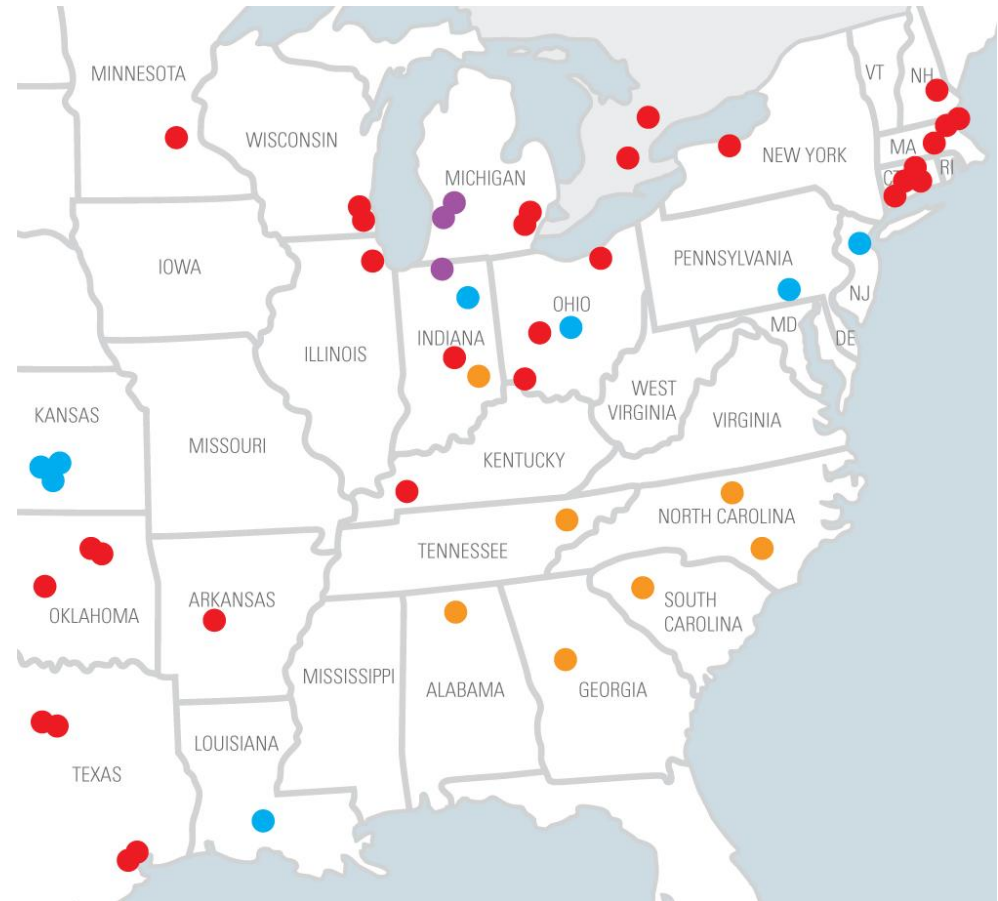 MINNESOTA
VT
NH
WISCONSIN
MA
NEW YORK
RI
MICHIGAN
CT
PENNSYLVANIA
IOWA
NJ
OHIO
MD
INDIANA
DE
ILLINOIS
WEST
VIRGINIA
KANSAS
VIRGINIA
MISSOURI
KENTUCKY
NORTH CAROLINA
TENNESSEE
ARKANSAS
SOUTH
CAROLINA
OKLAHOMA
MISSISSIPPI
ALABAMA
GEORGIA
LOUISIANA
TEXAS